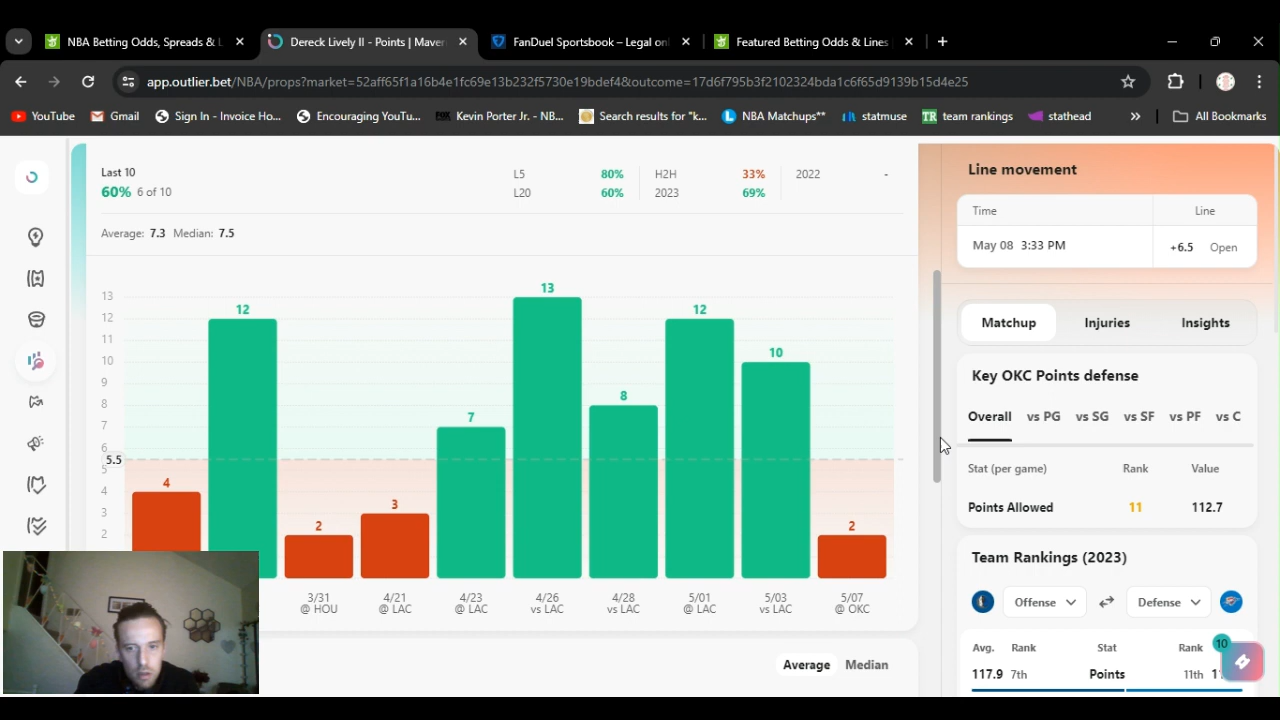 NBA Betting Odds, Spreads & L
Dereck Lively II - Points | Maver
FanDuel Sportsbook – Legal onl
Featured Betting Odds & Lines
app.outlier.bet/NBA/props?market=52aff65f1a16b4e1fc69e13b232f5730e19bdef4&outcome=17d6f795b3f2102324bda1c6f65d9139b15d4e25
YouTube
Gmail
Sign In - Invoice Ho...
Encouraging YouTu...
FOX
Kevin Porter Jr. - NB...
Search results for "k...
NBA Matchups**
statmuse
TR
team rankings
stathead
All Bookmarks
Last 10
60% 6 of 10
L5 80% H2H 33% 2022 -
L20 60% 2023 69%
Average: 7.3 Median: 7.5
13
12
11
10
9
8
7
6
5.5
5
4
3
2
4
12
2
3
7
13
8
12
10
2
3/31 @ HOU
4/21 @ LAC
4/23 @ LAC
4/26 vs LAC
4/28 vs LAC
5/01 @ LAC
5/03 vs LAC
5/07 @ OKC
Average Median
Line movement
Time Line
May 08 3:33 PM +6.5 Open
Matchup Injuries Insights
Key OKC Points defense
Overall vs PG vs SG vs SF vs PF vs C
Stat (per game) Rank Value
Points Allowed 11 112.7
Team Rankings (2023)
Offense Defense
Avg. Rank Stat Rank
10
117.9 7th Points 11th